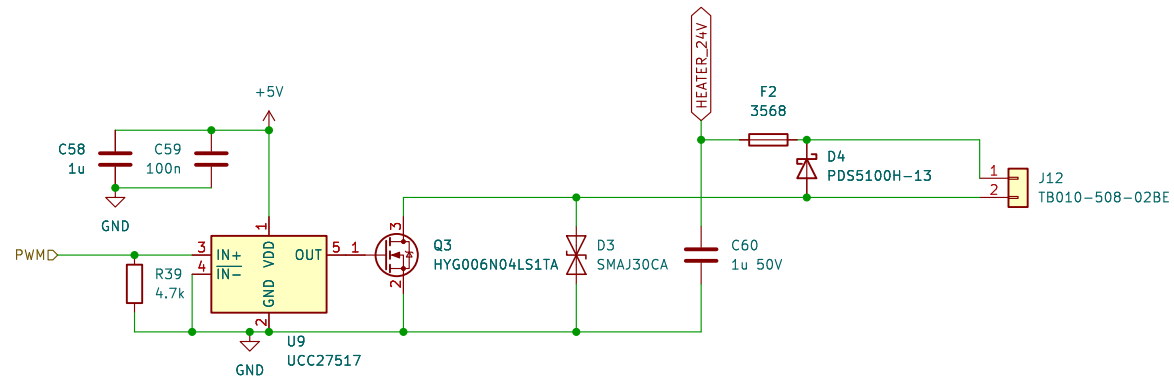 HEATER_24V
F2
3568
+5V
C58
1u
C59
100n
D4
PDS5100H-13
1
2
J12
TB010-508-02BE
GND
1
3
PWM
3
IN+
4
IN-
VDD
OUT
5
1
Q3
HYG006N04LS1TA
D3
SMAJ30CA
C60
1u 50V
R39
4.7k
GND
2
2
U9
UCC27517
GND